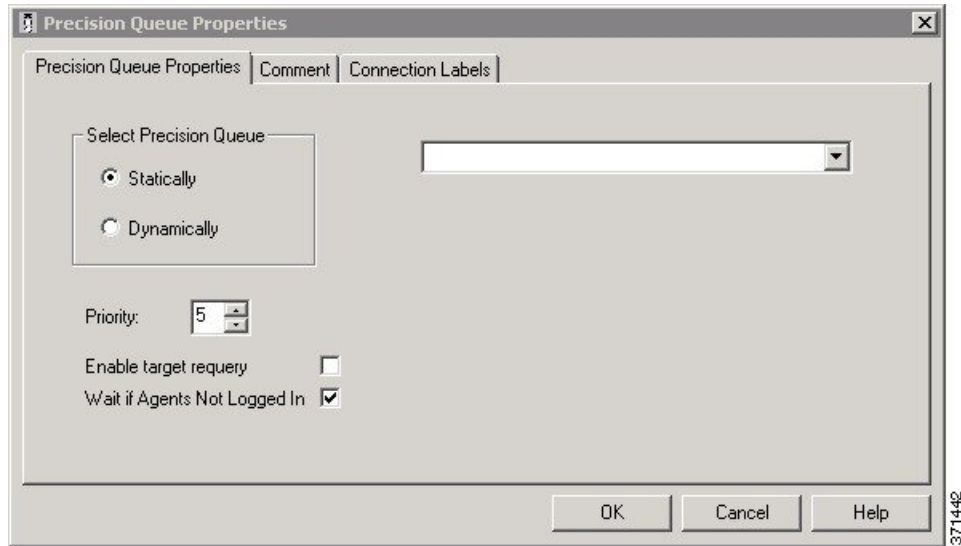 Precision Queue Properties
Precision Queue Properties Comment Connection Labels
Select Precision Queue
Statically
Dynamically
Priority: 5
Enable target requery
Wait if Agents Not Logged In
OK Cancel Help
371442